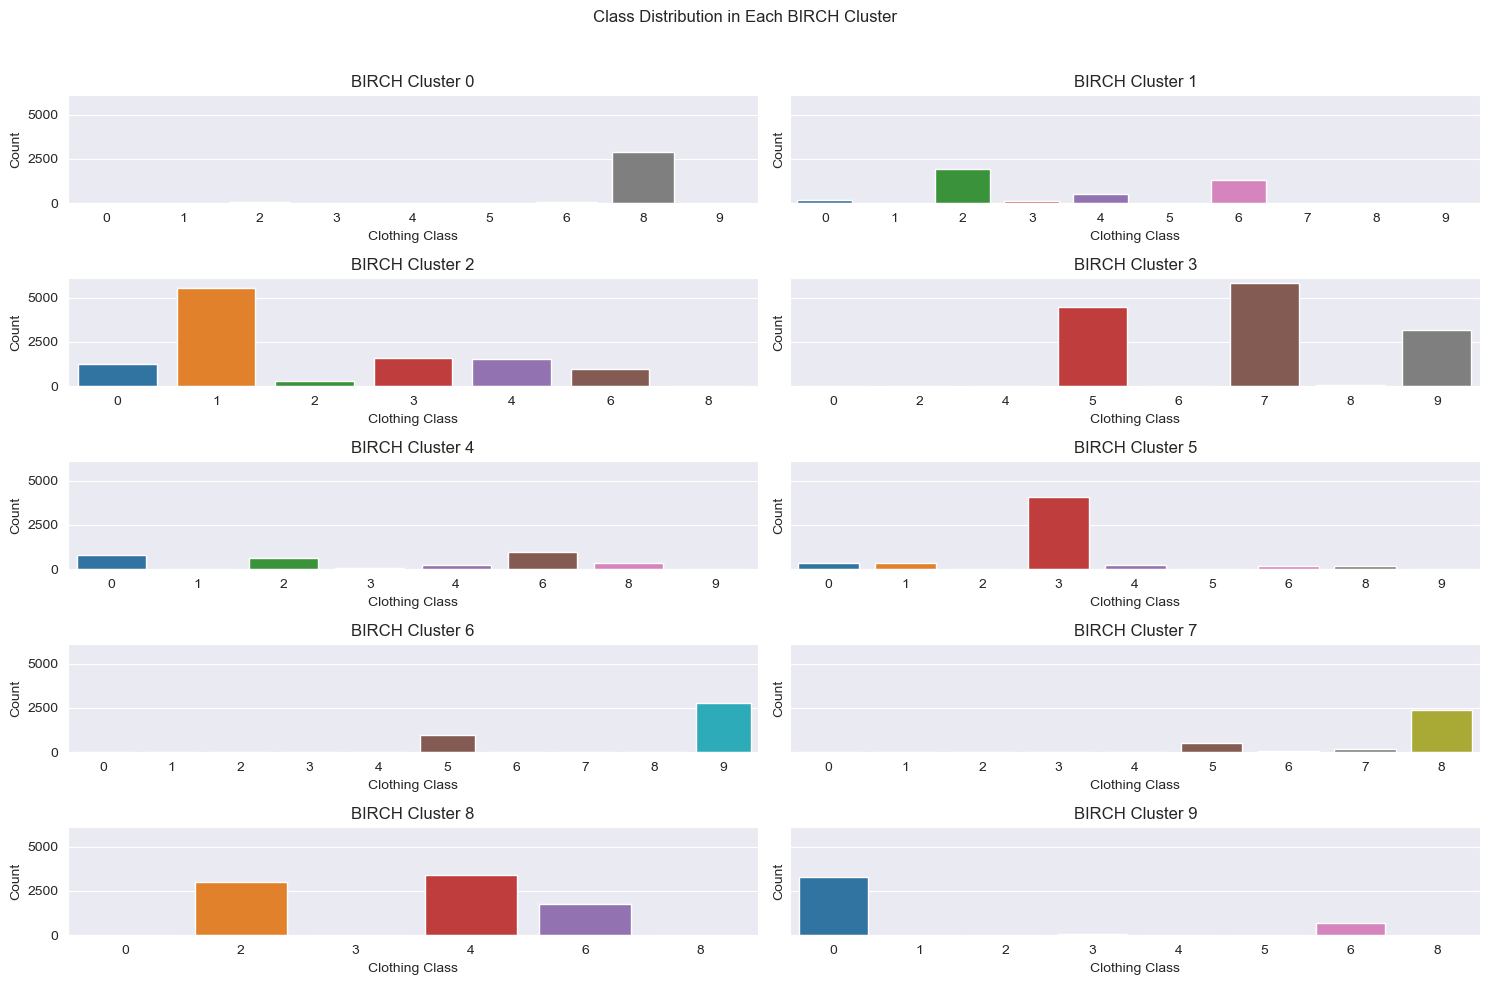 Class Distribution in Each BIRCH Cluster
BIRCH Cluster 0
5000
2500
0
Count
0 1 2 3 4 5 6 8 9
Clothing Class
BIRCH Cluster 1
Count
0 1 2 3 4 5 6 7 8 9
Clothing Class
BIRCH Cluster 2
5000
2500
0
Count
0 1 2 3 4 6 8
Clothing Class
BIRCH Cluster 3
Count
0 2 4 5 6 7 8 9
Clothing Class
BIRCH Cluster 4
5000
2500
0
Count
0 1 2 3 4 6 8 9
Clothing Class
BIRCH Cluster 5
Count
0 1 2 3 4 5 6 8 9
Clothing Class
BIRCH Cluster 6
5000
2500
0
Count
0 1 2 3 4 5 6 7 8 9
Clothing Class
BIRCH Cluster 7
Count
0 1 2 3 4 5 6 7 8
Clothing Class
BIRCH Cluster 8
5000
2500
0
Count
0 2 3 4 6 8
Clothing Class
BIRCH Cluster 9
Count
0 1 2 3 4 5 6 8
Clothing Class